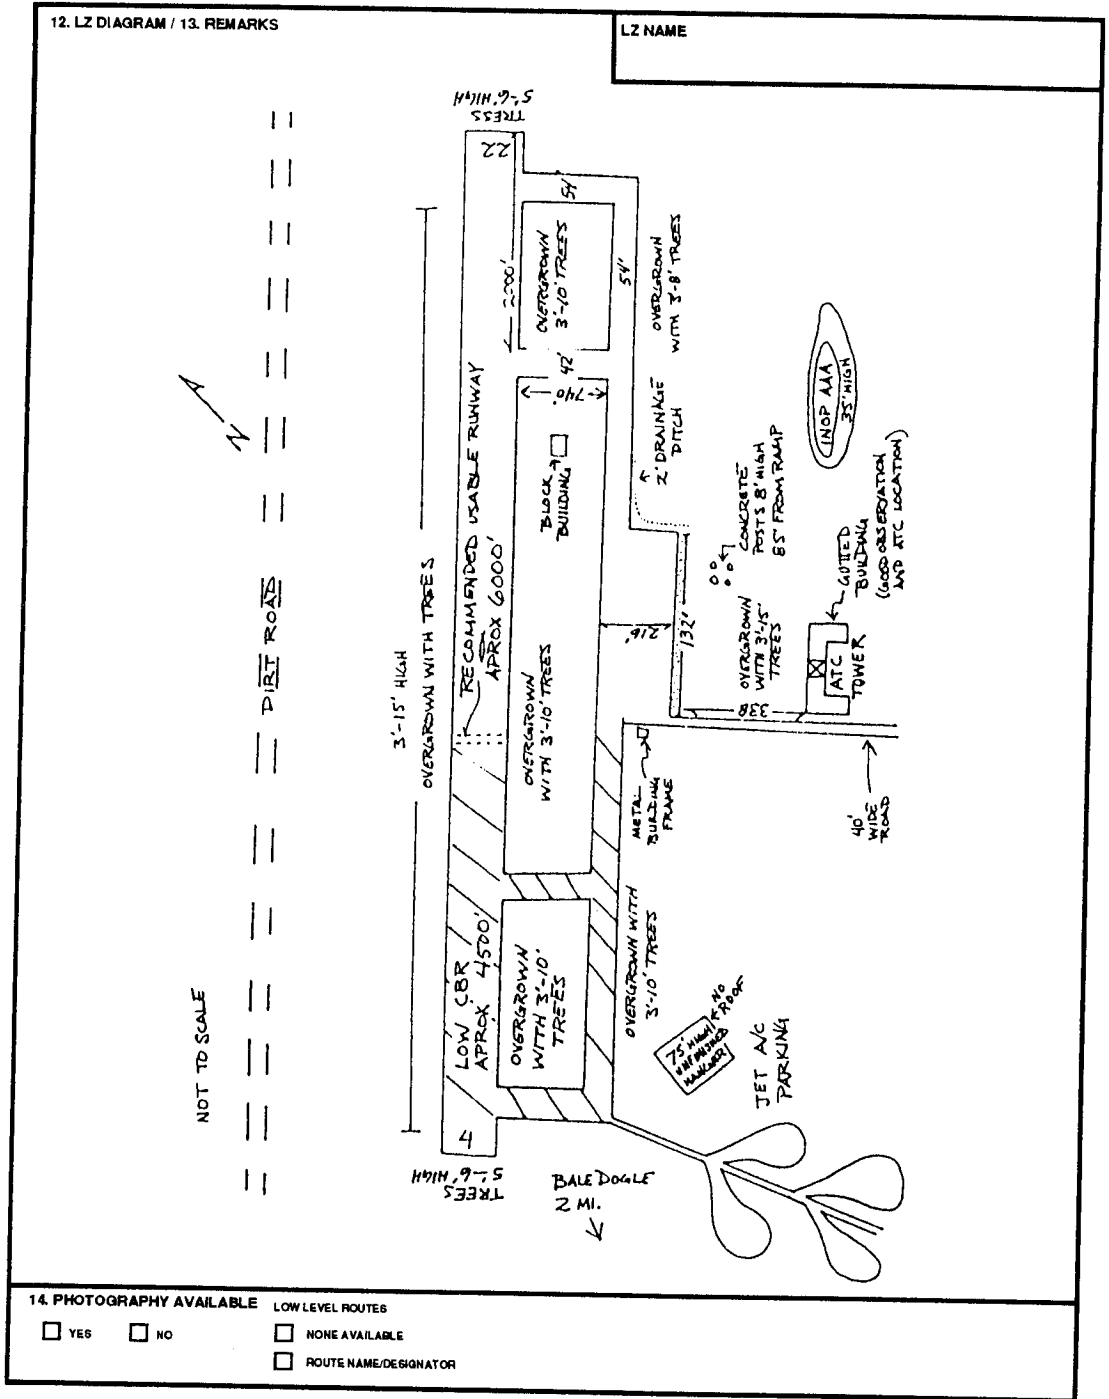 12. LZ DIAGRAM / 13. REMARKS
LZ NAME
TRESS
5'-6' HIGH
22
54'
OVERGROWN
3'-10' TREES
2200'
54'
OVERGROWN
WITH 3'-8' TREES
42'
740'
2' DRAINAGE
DITCH
N
INOP AAA
35' HIGH
RECOMMENDED USABLE RUNWAY
APROX 6000'
BLOCK
BUILDING
CONCRETE
POSTS 8' HIGH
85' FROM RAMP
GUTTED
BUILDING
(GOOD OBSERVATION
AND ATC LOCATION)
DIRT ROAD
3'-15' HIGH
OVERGROWN WITH TREES
OVERGROWN
WITH 3'-10' TREES
216'
132'
OVERGROWN
WITH 3'-15'
TREES
ATC
TOWER
338
METAL
BUILDING
FRAME
40'
WIDE
ROAD
LOW CBR
APROX 4500'
OVERGROWN
WITH 3'-10'
TREES
OVERGROWN WITH
3'-10' TREES
NOT TO SCALE
75' HIGH
UNFINISHED
NO
ROOF
JET A/C
PARKING
4
TREES
5'-6' HIGH
BALE DOGLE
2 MI.
14. PHOTOGRAPHY AVAILABLE
YES
NO
LOW LEVEL ROUTES
NONE AVAILABLE
ROUTE NAME/DESIGNATOR